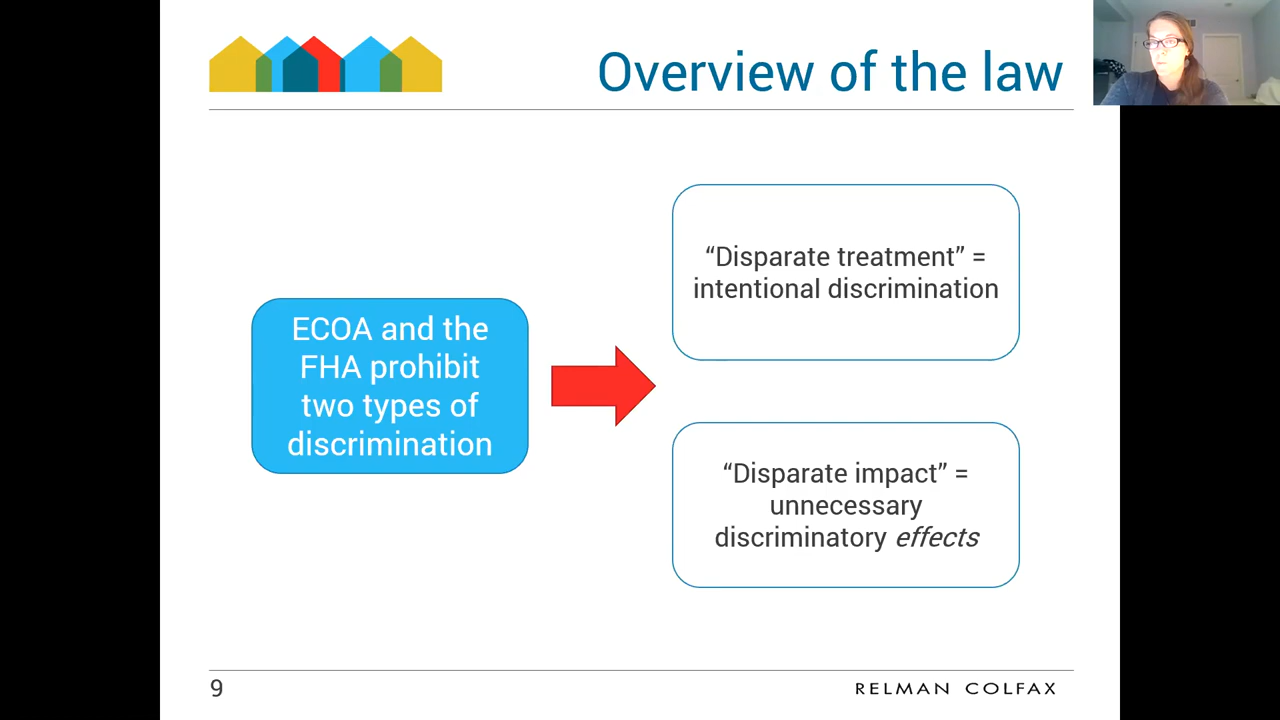 Overview of the law
ECOA and the
FHA prohibit
two types of
discrimination
“Disparate treatment” =
intentional discrimination
“Disparate impact” =
unnecessary
discriminatory effects
9
RELMAN COLFAX